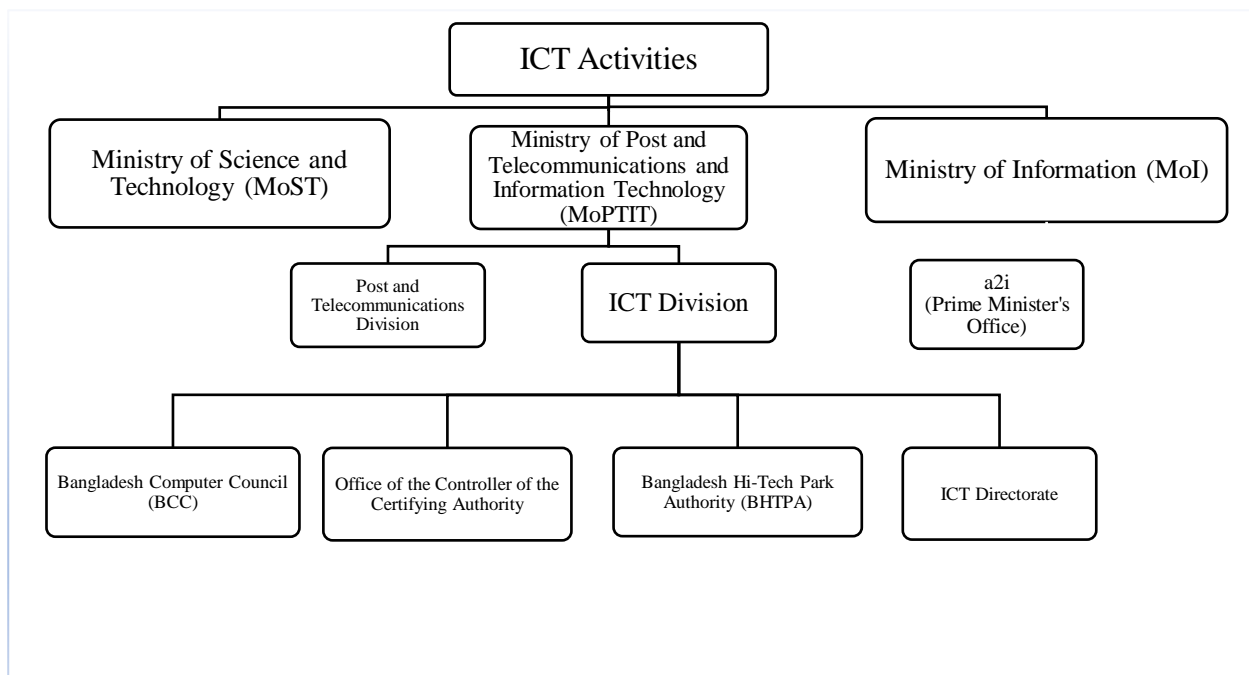 ICT Activities
Ministry of Science and
Technology (MoST)
Ministry of Post and
Telecommunications and
Information Technology
(MoPTIT)
Ministry of Information (MoI)
Post and
Telecommunications
Division
ICT Division
a2i
(Prime Minister's
Office)
Bangladesh Computer Council
(BCC)
Office of the Controller of the
Certifying Authority
Bangladesh Hi-Tech Park
Authority (BHTPA)
ICT Directorate